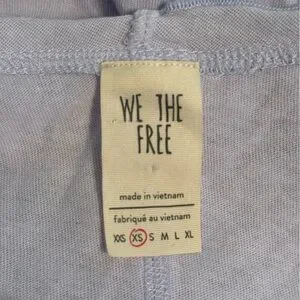 WE THE
FREE
made in vietnam
fabriqué au vietnam
XXS XS S M L XL